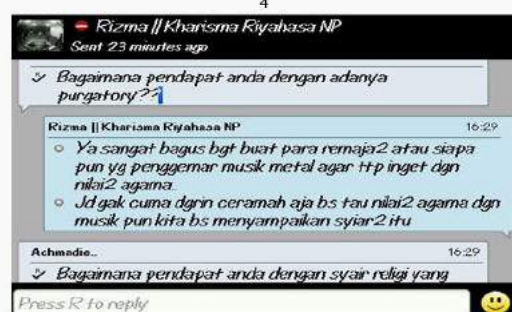 4
Rizma || Kharisma Riyahasa NP
Sent 23 minutes ago
Bagaimana pendapat anda dengan adanya
purgatory??
Rizma || Kharisma Riyahasa NP 16:29
Ya sangat bagus bgt buat para remaja2 atau siapa
pun yg penggemar musik metal agar ttp inget dgn
nilai2 agama.
Jd gak cuma dgrin ceramah aja bs tau nilai2 agama dgn
musik pun kita bs menyampaikan syiar2 itu
Achmadie.. 16:29
Bagaimana pendapat anda dengan syair religi yang
Press R to reply